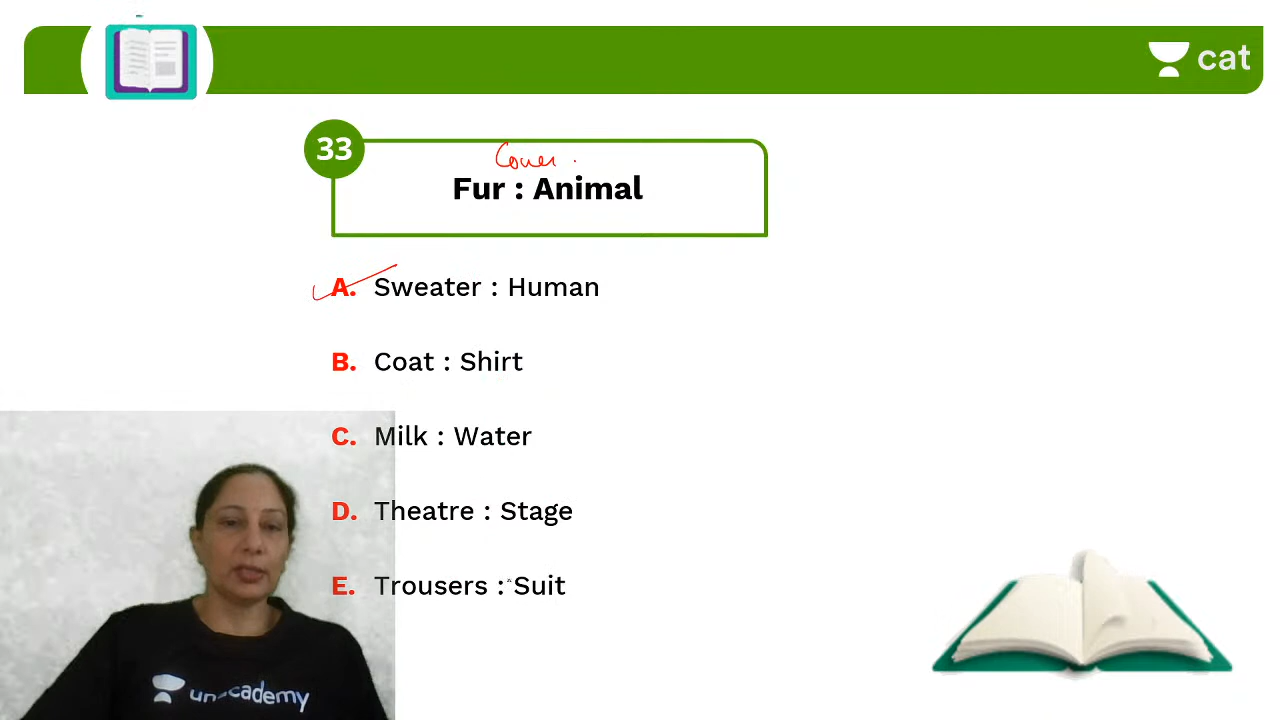 cat
33
Cover
Fur : Animal
A. Sweater : Human
B. Coat : Shirt
C. Milk : Water
D. Theatre : Stage
E. Trousers : Suit
unacademy